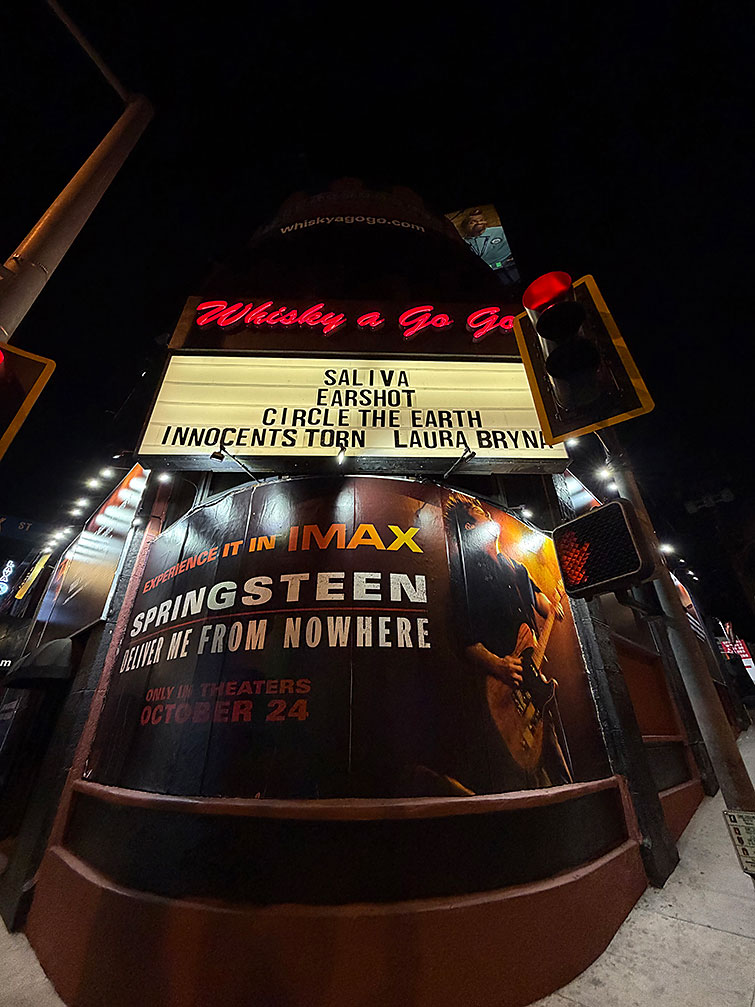 whiskyagogo.com
Whisky a Go Go
SALIVA
EARSHOT
CIRCLE THE EARTH
INNOCENTS TORN LAURA BRYNA
EXPERIENCE IT IN IMAX
SPRINGSTEEN
DELIVER ME FROM NOWHERE
ONLY IN THEATERS
OCTOBER 24
ST